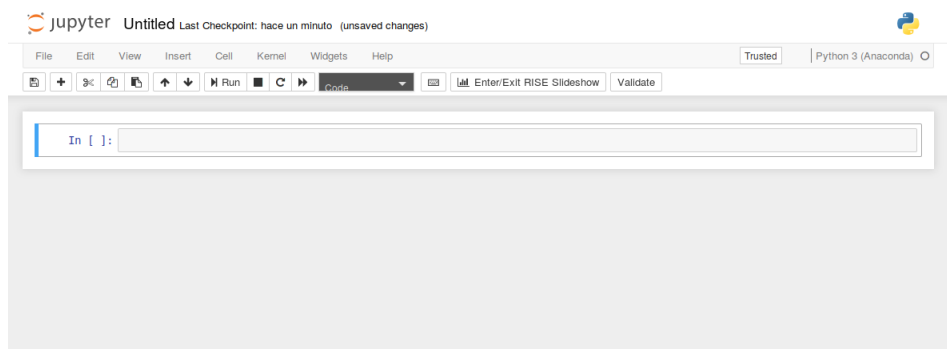 jupyter Untitled Last Checkpoint: hace un minuto (unsaved changes)
File Edit View Insert Cell Kernel Widgets Help Trusted Python 3 (Anaconda)
Run Code Enter/Exit RISE Slideshow Validate
In [ ]: